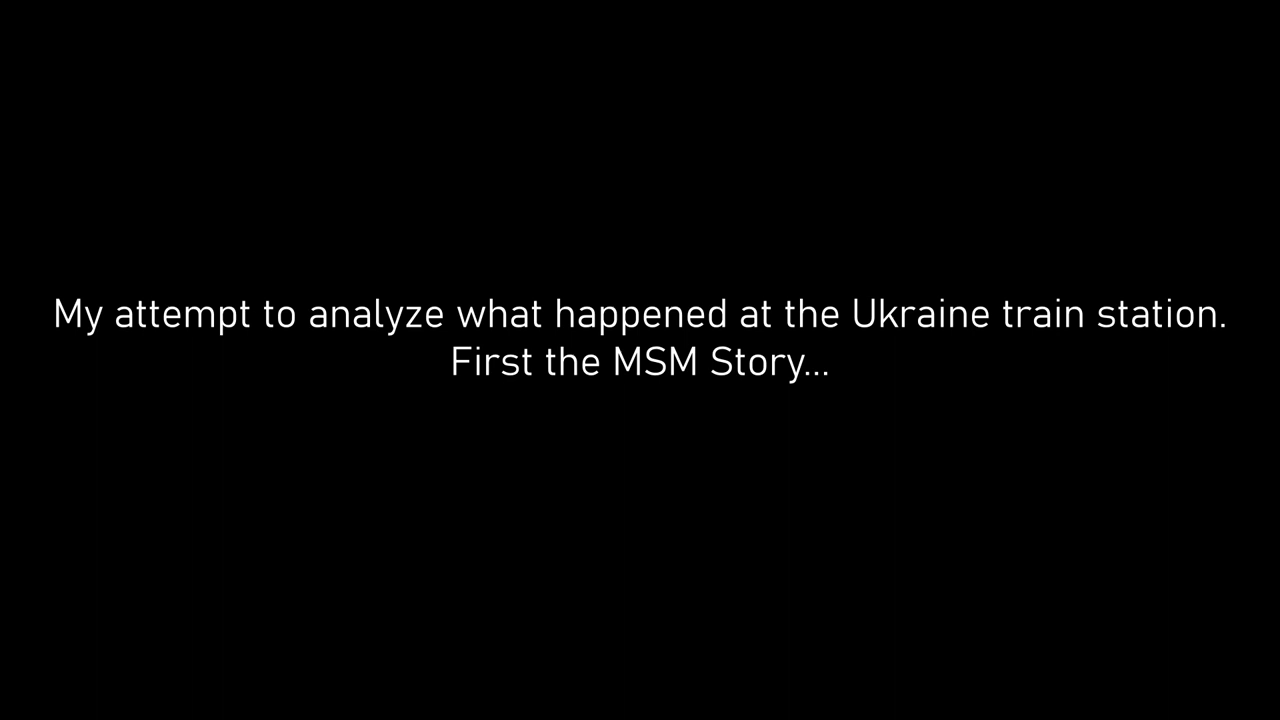 My attempt to analyze what happened at the Ukraine train station.
First the MSM Story...